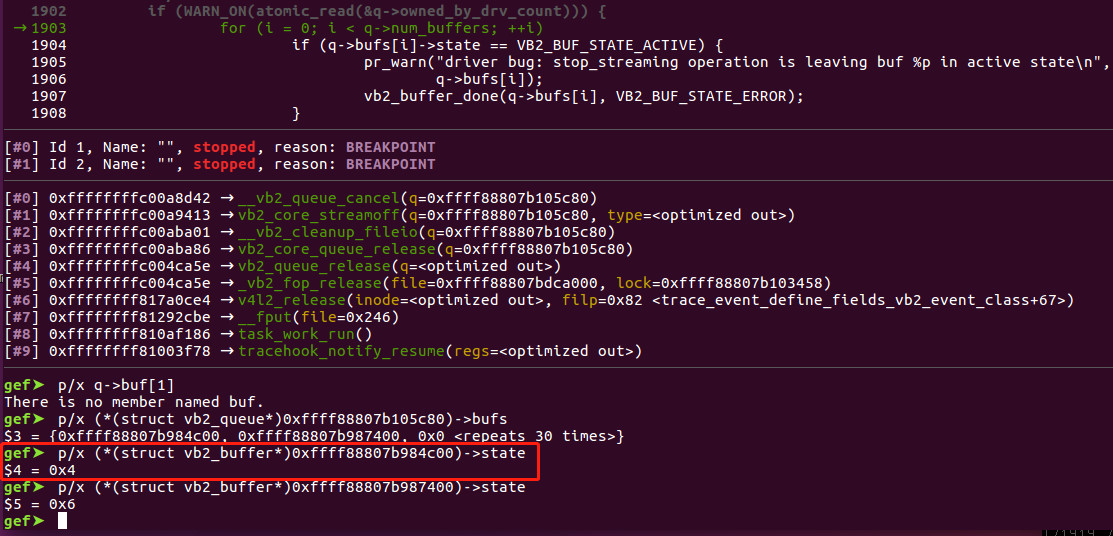 1902 if (WARN_ON(atomic_read(&q->owned_by_drv_count))) {
→1903 for (i = 0; i < q->num_buffers; ++i)
1904 if (q->bufs[i]->state == VB2_BUF_STATE_ACTIVE) {
1905 pr_warn("driver bug: stop_streaming operation is leaving buf %p in active state\n",
1906 q->bufs[i]);
1907 vb2_buffer_done(q->bufs[i], VB2_BUF_STATE_ERROR);
1908 }
[#0] Id 1, Name: "", stopped, reason: BREAKPOINT
[#1] Id 2, Name: "", stopped, reason: BREAKPOINT
[#0] 0xffffffffc00a8d42 → __vb2_queue_cancel(q=0xffff88807b105c80)
[#1] 0xffffffffc00a9413 → vb2_core_streamoff(q=0xffff88807b105c80, type=<optimized out>)
[#2] 0xffffffffc00aba01 → __vb2_cleanup_fileio(q=0xffff88807b105c80)
[#3] 0xffffffffc00aba86 → vb2_core_queue_release(q=0xffff88807b105c80)
[#4] 0xffffffffc004ca5e → vb2_queue_release(q=<optimized out>)
[#5] 0xffffffffc004ca5e → _vb2_fop_release(file=0xffff88807bdca000, lock=0xffff88807b103458)
[#6] 0xffffffff817a0ce4 → v4l2_release(inode=<optimized out>, filp=0x82 <trace_event_define_fields_vb2_event_class+67>)
[#7] 0xffffffff81292cbe → __fput(file=0x246)
[#8] 0xffffffff810af186 → task_work_run()
[#9] 0xffffffff81003f78 → tracehook_notify_resume(regs=<optimized out>)
gef➤ p/x q->buf[1]
There is no member named buf.
gef➤ p/x (*(struct vb2_queue*)0xffff88807b105c80)->bufs
$3 = {0xffff88807b984c00, 0xffff88807b987400, 0x0 <repeats 30 times>}
gef➤ p/x (*(struct vb2_buffer*)0xffff88807b984c00)->state
$4 = 0x4
gef➤ p/x (*(struct vb2_buffer*)0xffff88807b987400)->state
$5 = 0x6
gef➤